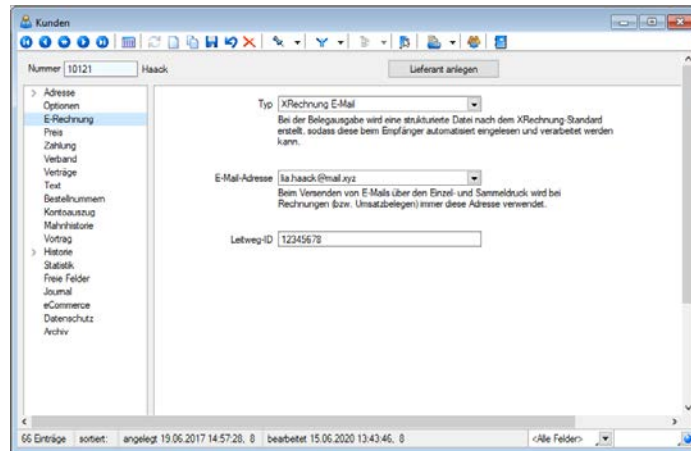 Kunden
Nummer 10121 Haack Lieferant anlegen
Adresse
Optionen
E-Rechnung
Preis
Zahlung
Verband
Verträge
Text
Bestellnummern
Kontoauszug
Mahnhistorie
Vortrag
Historie
Statistik
Freie Felder
Journal
eCommerce
Datenschutz
Archiv
Typ XRechnung E-Mail
Bei der Belegausgabe wird eine strukturierte Datei nach dem XRechnung-Standard
erstellt, sodass diese beim Empfänger automatisiert eingelesen und verarbeitet werden
kann.
E-Mail-Adresse lia.haack@mail.xyz
Beim Versenden von E-Mails über den Einzel- und Sammeldruck wird bei
Rechnungen (bzw. Umsatzbelegen) immer diese Adresse verwendet.
Leitweg-ID 12345678
66 Einträge sortiert: angelegt 19.06.2017 14:57:28, 8 bearbeitet 15.06.2020 13:43:46, 8 <Alle Felder>